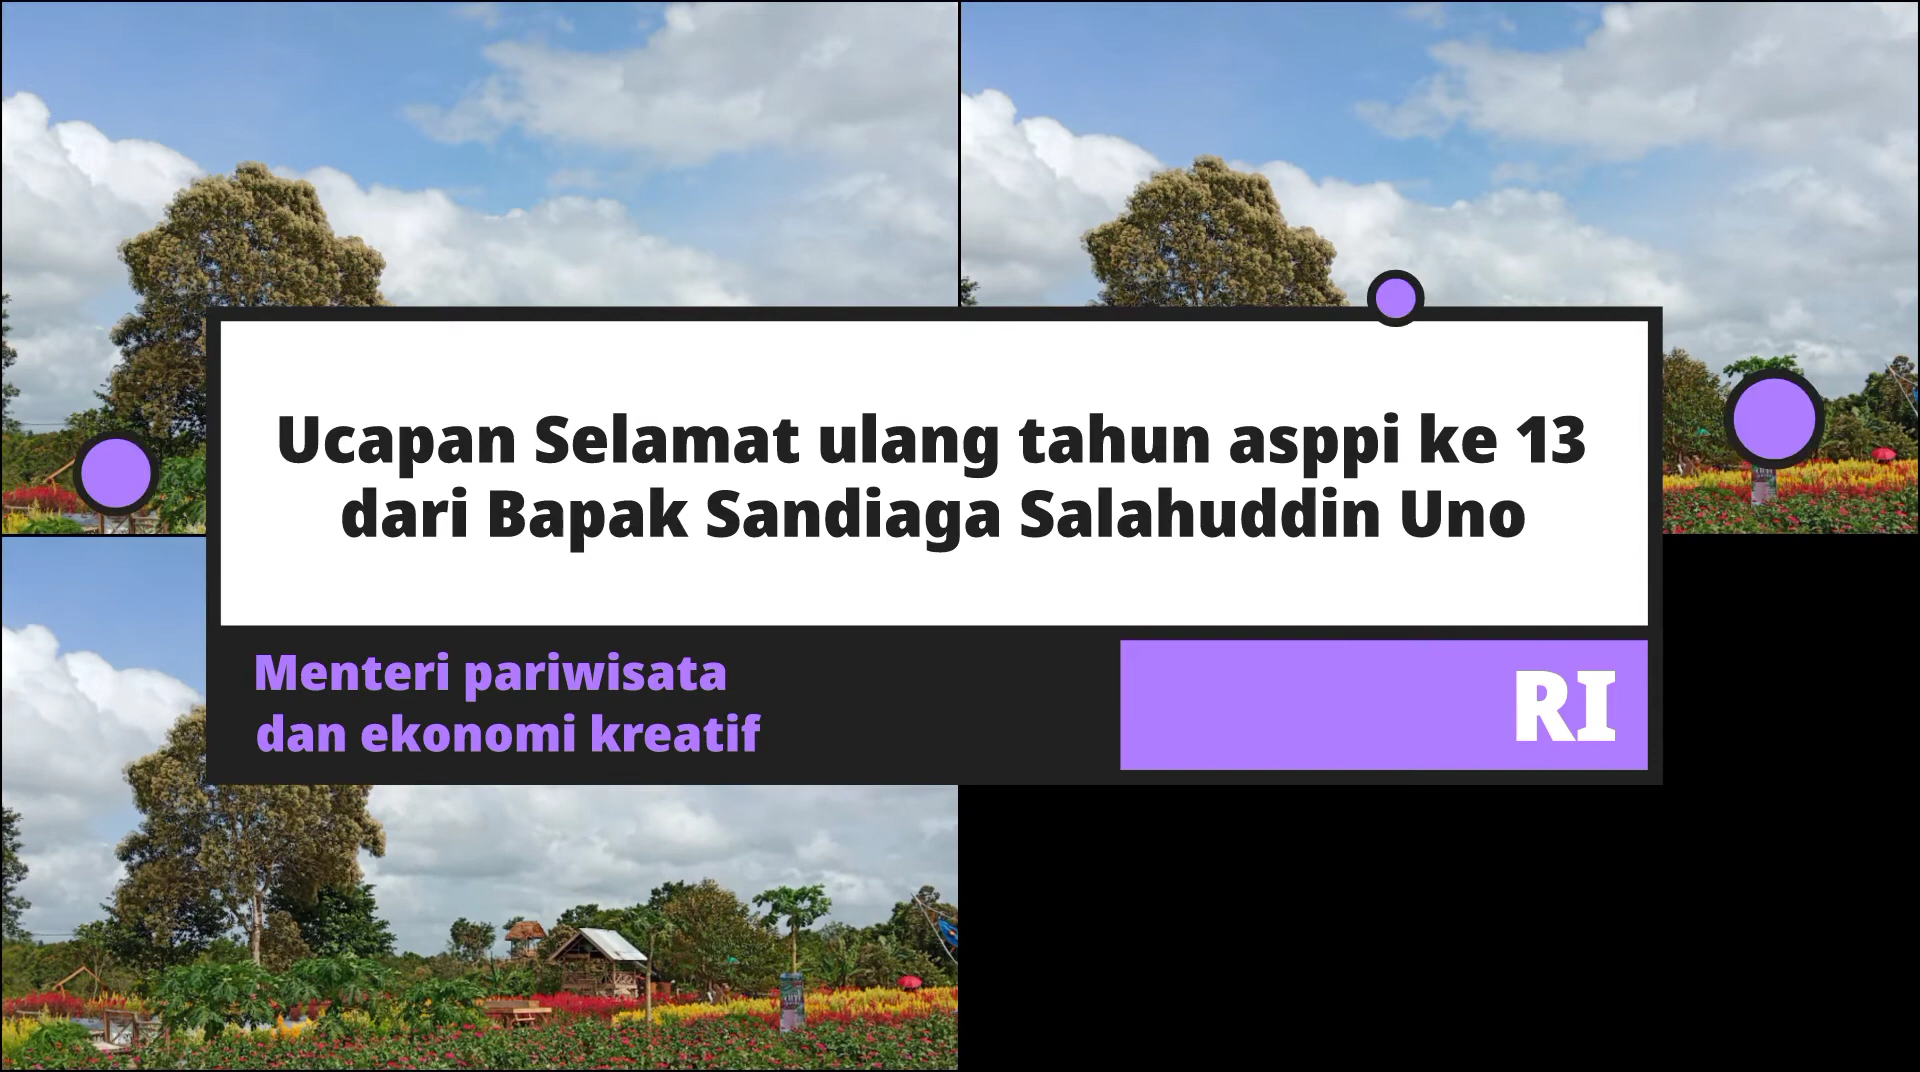 Ucapan Selamat ulang tahun asppi ke 13
dari Bapak Sandiaga Salahuddin Uno
Menteri pariwisata
dan ekonomi kreatif
RI